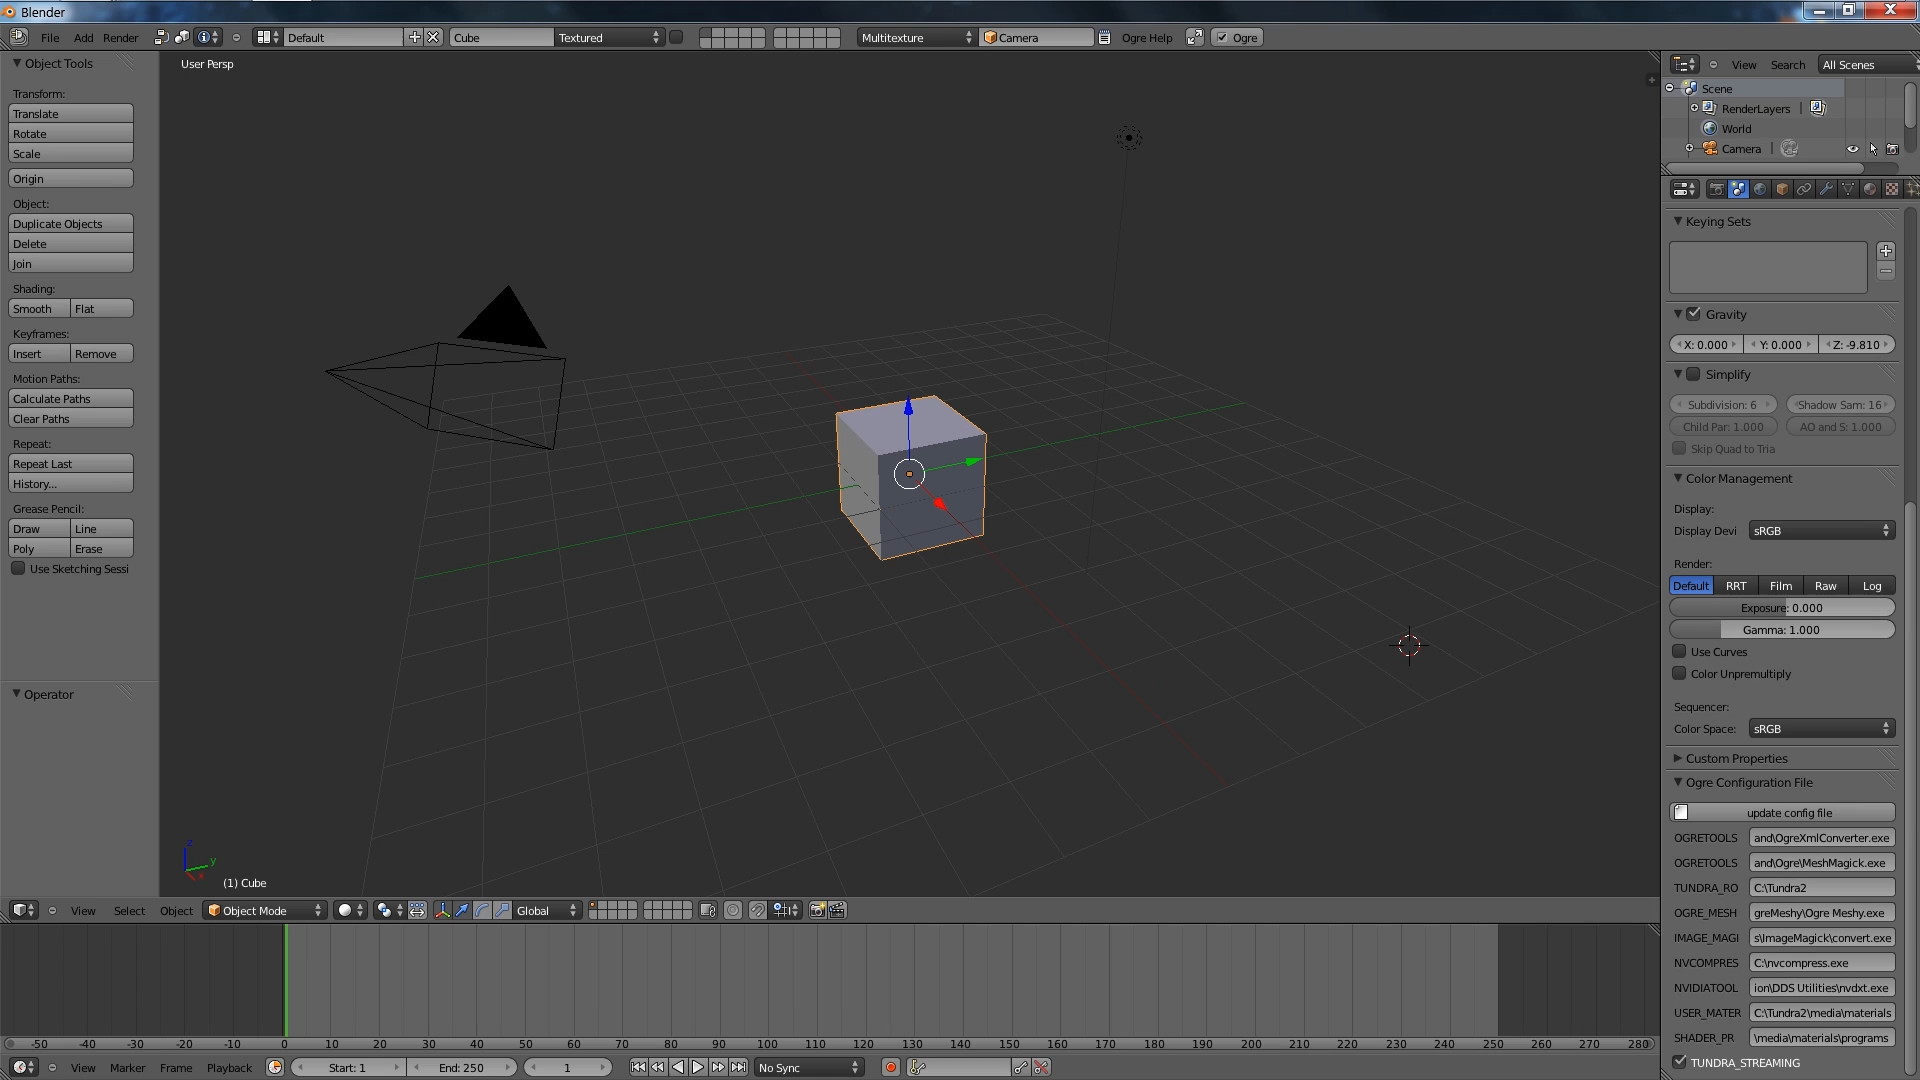 Blender
File Add Render Default Cube Textured Multitexture Camera Ogre Help Ogre
Object Tools
Transform:
Translate
Rotate
Scale
Origin
Object:
Duplicate Objects
Delete
Join
Shading:
Smooth Flat
Keyframes:
Insert Remove
Motion Paths:
Calculate Paths
Clear Paths
Repeat:
Repeat Last
History...
Grease Pencil:
Draw Line
Poly Erase
Use Sketching Sessi
Operator
User Persp
z
y
x
(1) Cube
View Select Object Object Mode Global
-50 -40 -30 -20 -10 0 10 20 30 40 50 60 70 80 90 100 110 120 130 140 150 160 170 180 190 200 210 220 230 240 250 260 270 280
View Marker Frame Playback Start: 1 End: 250 1 No Sync
View Search All Scenes
Scene
RenderLayers
World
Camera
Keying Sets
Gravity
X: 0.000 Y: 0.000 Z: -9.810
Simplify
Subdivision: 6 Shadow Sam: 16
Child Par: 1.000 AO and S: 1.000
Skip Quad to Tria
Color Management
Display:
Display Devi sRGB
Render:
Default RRT Film Raw Log
Exposure: 0.000
Gamma: 1.000
Use Curves
Color Unpremultiply
Sequencer:
Color Space: sRGB
Custom Properties
Ogre Configuration File
update config file
OGRETOOLS and\OgreXmlConverter.exe
OGRETOOLS and\Ogre\MeshMagick.exe
TUNDRA_RO C:\Tundra2
OGRE_MESH greMeshy\Ogre Meshy.exe
IMAGE_MAGI s\ImageMagick\convert.exe
NVCOMPRES C:\nvcompress.exe
NVIDIATOOL ion\DDS Utilities\nvdxt.exe
USER_MATER C:\Tundra2\media\materials
SHADER_PR \media\materials\programs
TUNDRA_STREAMING